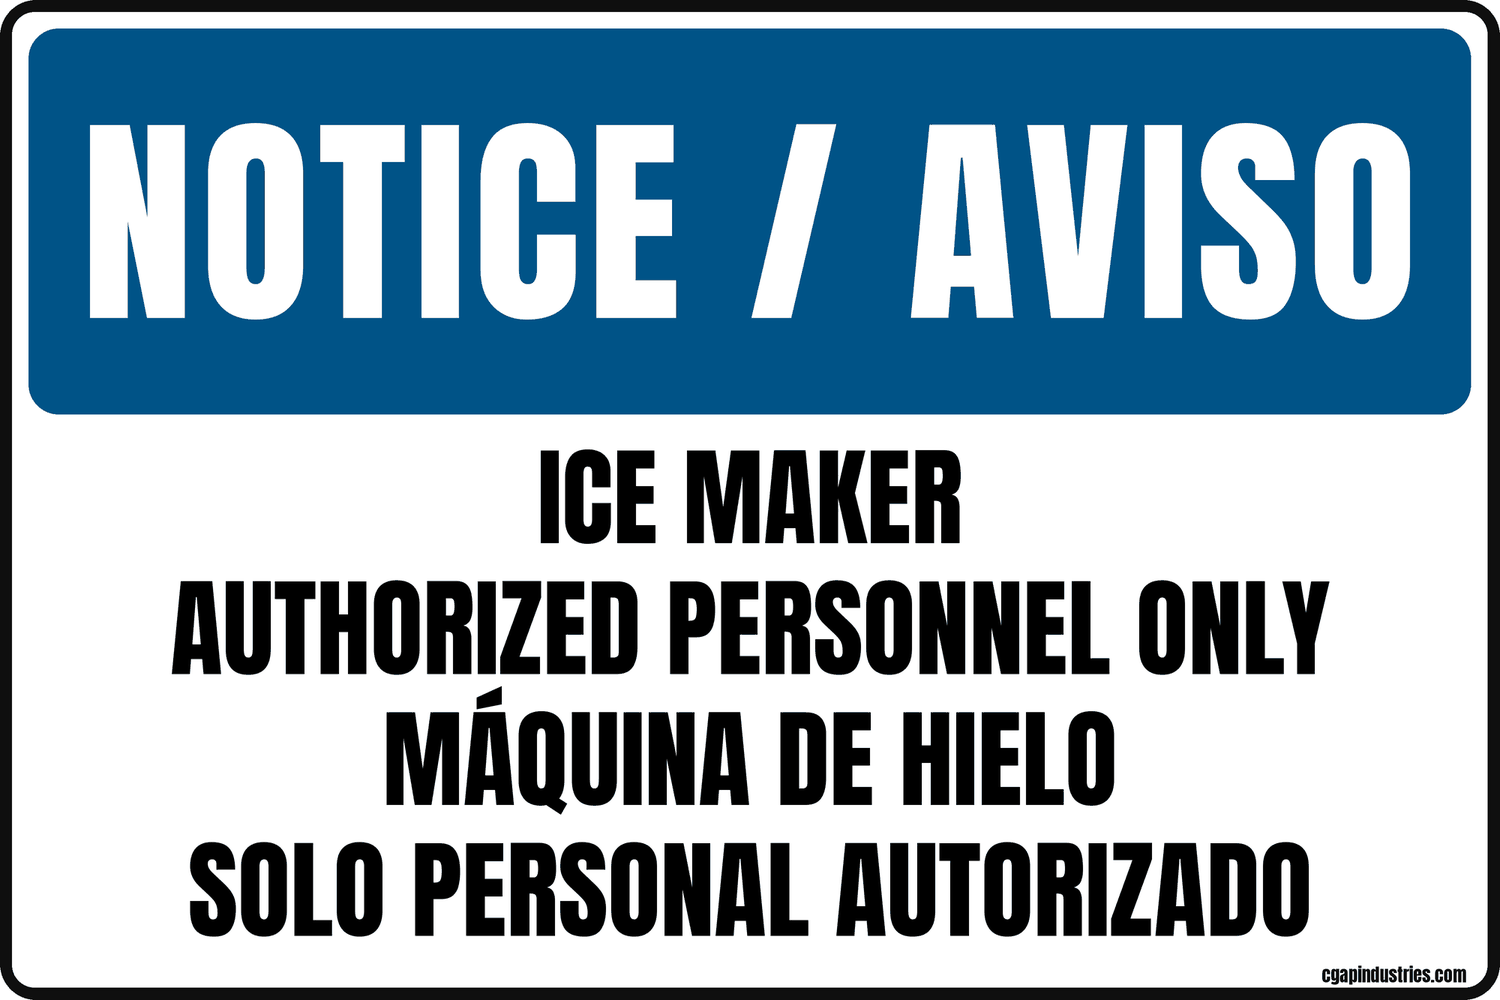 NOTICE / AVISO
ICE MAKER
AUTHORIZED PERSONNEL ONLY
MÁQUINA DE HIELO
SOLO PERSONAL AUTORIZADO
cgapindustries.com